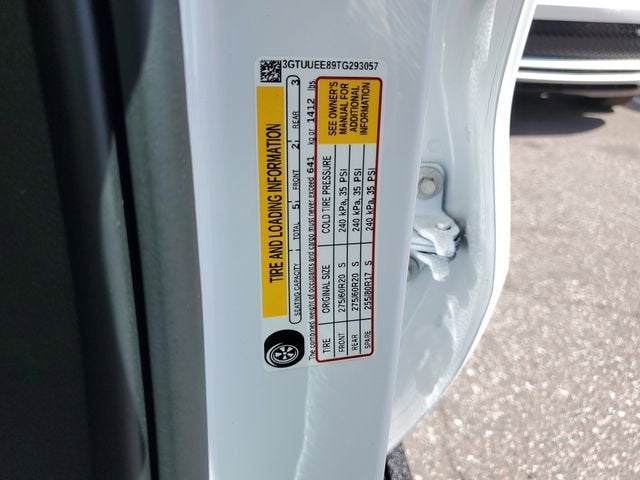 3GTUUEE89TG293057
TIRE AND LOADING INFORMATION
SEATING CAPACITY TOTAL 5 FRONT 2 REAR 3
The combined weight of occupants and cargo must never exceed 641 kg or 1412 lbs
TIRE ORIGINAL SIZE COLD TIRE PRESSURE
FRONT 275/60R20 S 240 kPa, 35 PSI
REAR 275/60R20 S 240 kPa, 35 PSI
SPARE 255/80R17 S 240 kPa, 35 PSI
SEE OWNER'S
MANUAL FOR
ADDITIONAL
INFORMATION